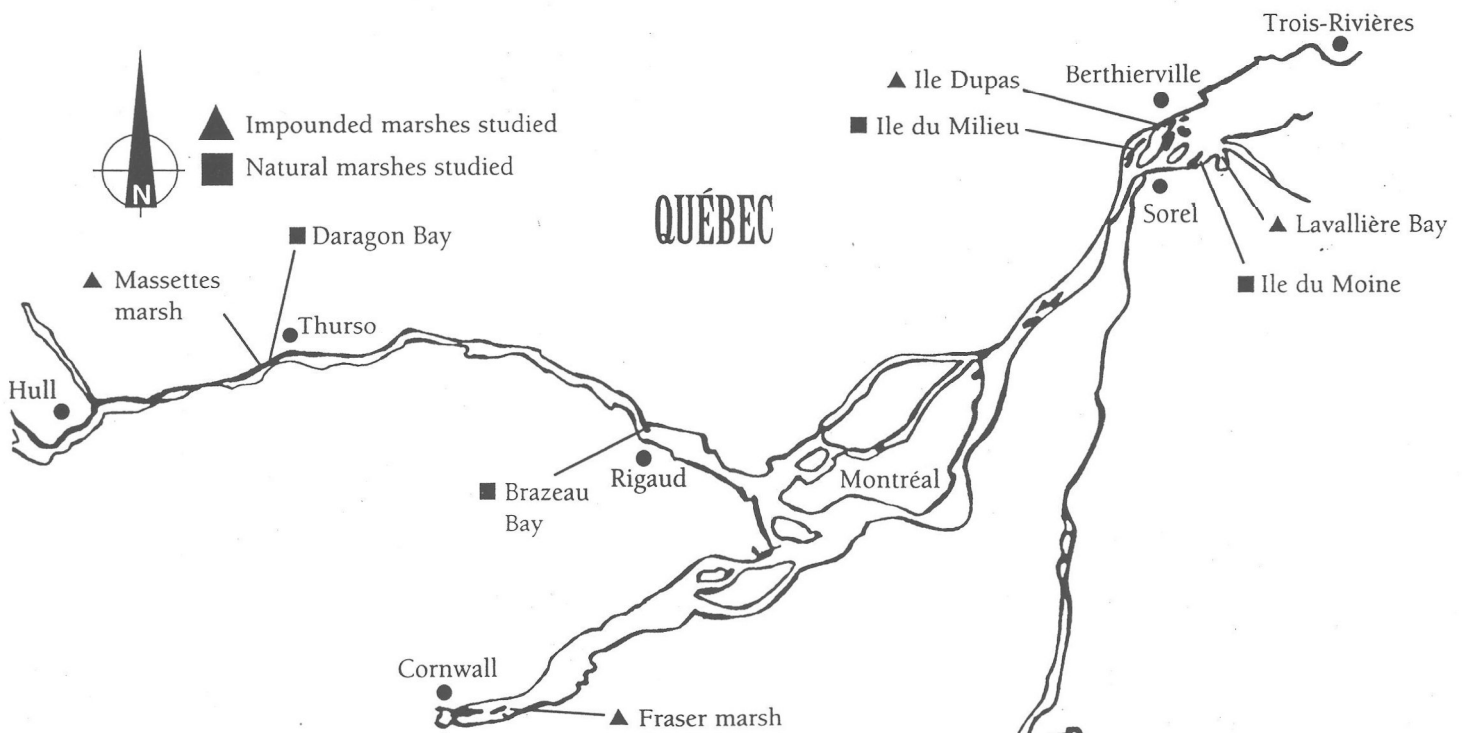 Trois-Rivières
▲ Ile Dupas
Berthierville
■ Ile du Milieu
▲ Impounded marshes studied
■ Natural marshes studied
N
QUÉBEC
Sorel
▲ Lavallière Bay
■ Ile du Moine
■ Daragon Bay
▲ Massettes
marsh
Thurso
Hull
Rigaud
Montréal
■ Brazeau
Bay
Cornwall
▲ Fraser marsh